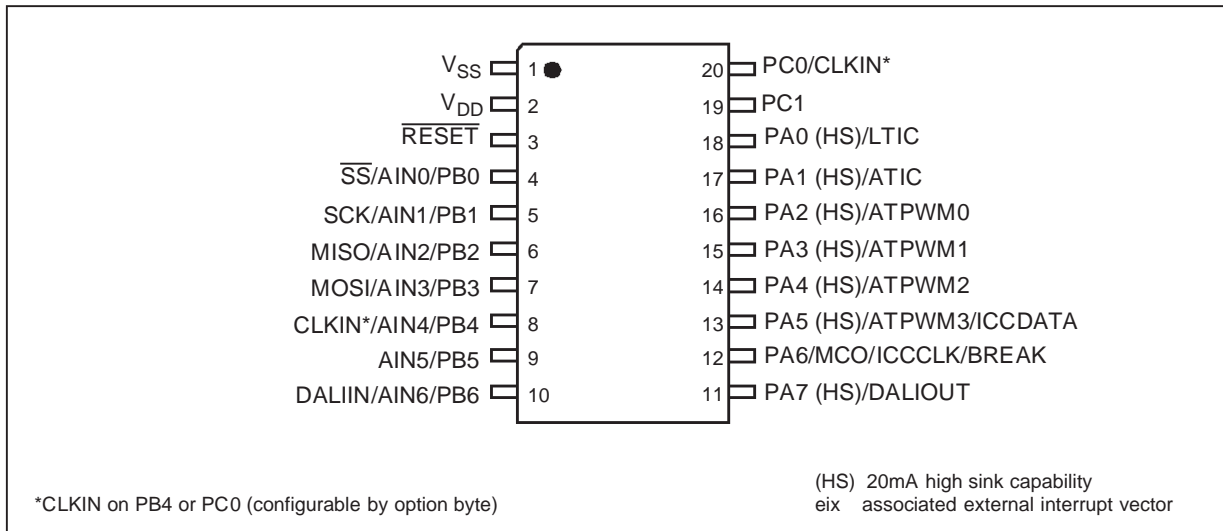 VSS 1 20 PC0/CLKIN*
VDD 2 19 PC1
RESET 3 18 PA0 (HS)/LTIC
SS/AIN0/PB0 4 17 PA1 (HS)/ATIC
SCK/AIN1/PB1 5 16 PA2 (HS)/ATPWM0
MISO/AIN2/PB2 6 15 PA3 (HS)/ATPWM1
MOSI/AIN3/PB3 7 14 PA4 (HS)/ATPWM2
CLKIN*/AIN4/PB4 8 13 PA5 (HS)/ATPWM3/ICCDATA
AIN5/PB5 9 12 PA6/MCO/ICCCLK/BREAK
DALIIN/AIN6/PB6 10 11 PA7 (HS)/DALIOUT
*CLKIN on PB4 or PC0 (configurable by option byte)
(HS) 20mA high sink capability
eix associated external interrupt vector